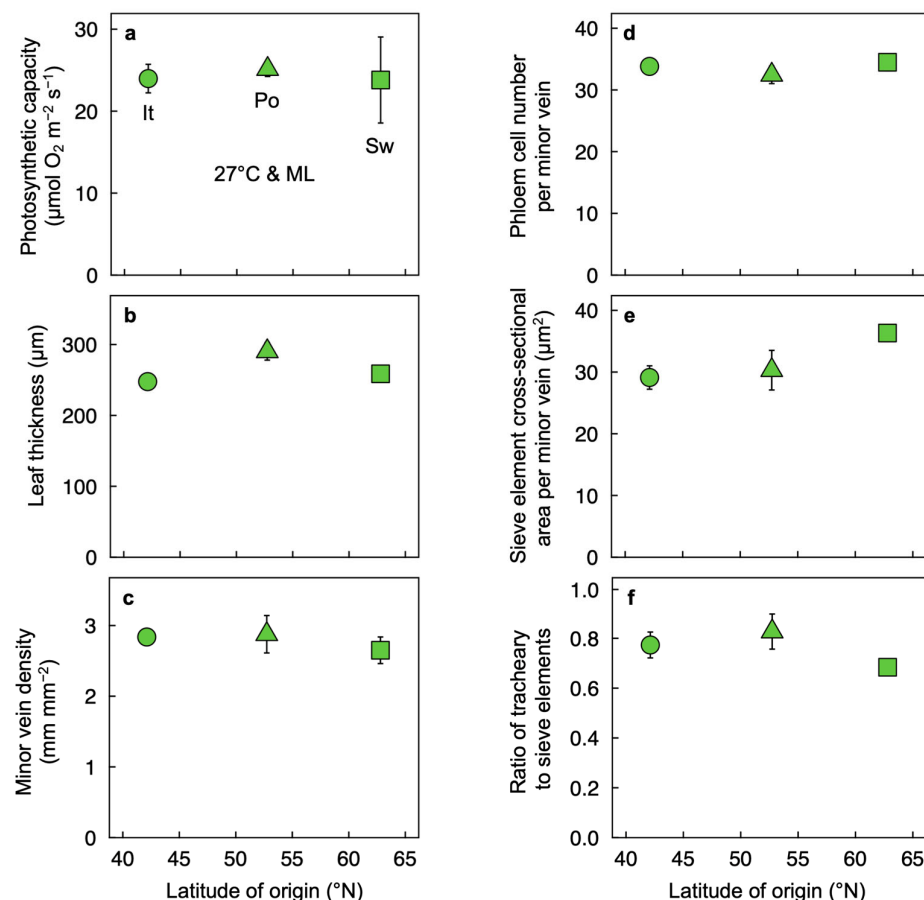 a
Photosynthetic capacity
(µmol O₂ m⁻² s⁻¹)
30
20
10
0
It
Po
Sw
27°C & ML
b
Leaf thickness (µm)
300
200
100
0
c
Minor vein density
(mm mm⁻²)
3
2
1
0
40 45 50 55 60 65
Latitude of origin (°N)
d
Phloem cell number
per minor vein
40
30
20
10
0
e
Sieve element cross-sectional
area per minor vein (µm²)
40
30
20
10
0
f
Ratio of tracheary
to sieve elements
1.0
0.8
0.6
0.4
0.2
0.0
40 45 50 55 60 65
Latitude of origin (°N)